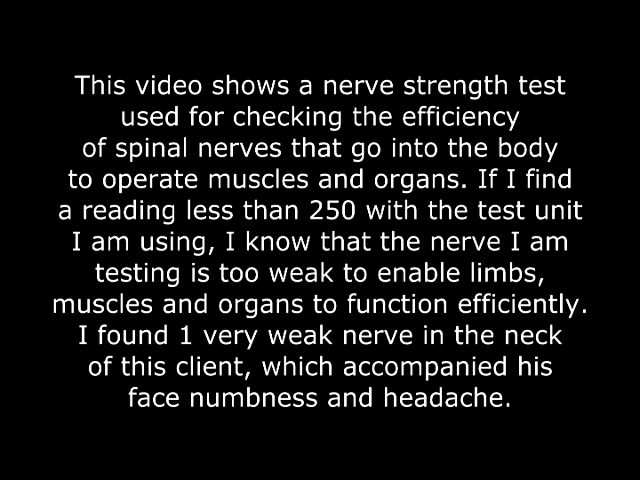 This video shows a nerve strength test
used for checking the efficiency
of spinal nerves that go into the body
to operate muscles and organs. If I find
a reading less than 250 with the test unit
I am using, I know that the nerve I am
testing is too weak to enable limbs,
muscles and organs to function efficiently.
I found 1 very weak nerve in the neck
of this client, which accompanied his
face numbness and headache.